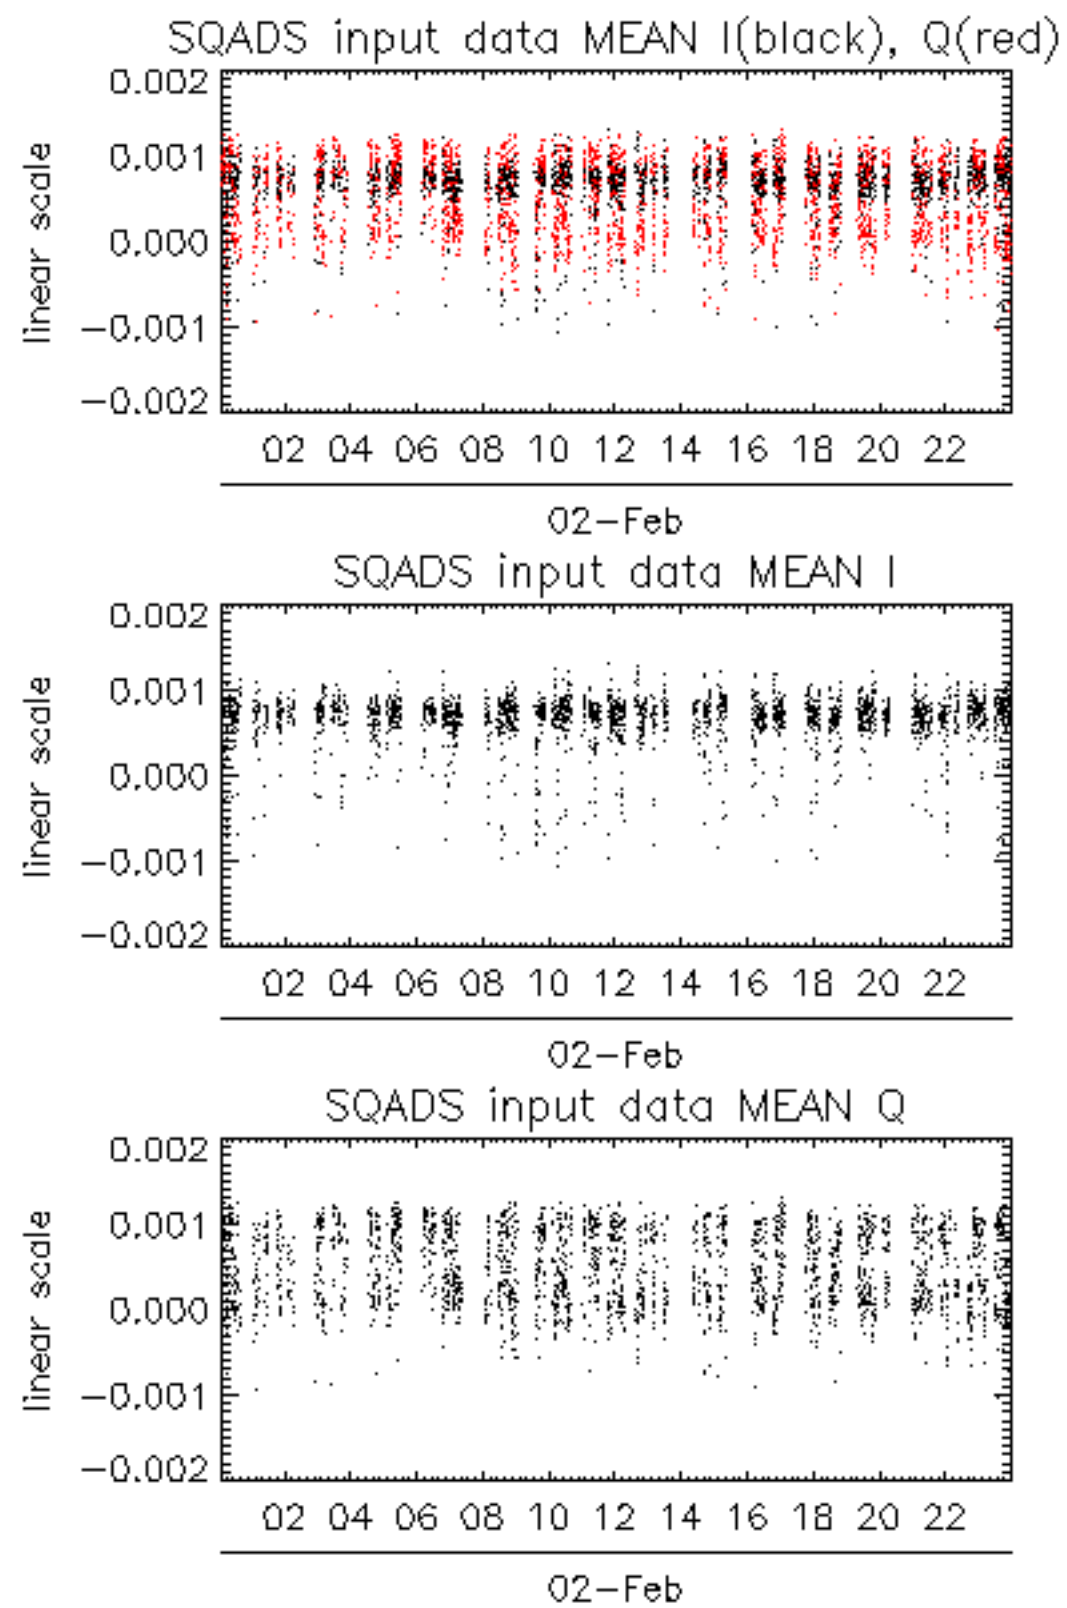 SQADS input data MEAN I(black), Q(red)
0.002
0.001
0.000
−0.001
−0.002
linear scale
02 04 06 08 10 12 14 16 18 20 22
02−Feb
SQADS input data MEAN I
0.002
0.001
0.000
−0.001
−0.002
linear scale
02 04 06 08 10 12 14 16 18 20 22
02−Feb
SQADS input data MEAN Q
0.002
0.001
0.000
−0.001
−0.002
linear scale
02 04 06 08 10 12 14 16 18 20 22
02−Feb